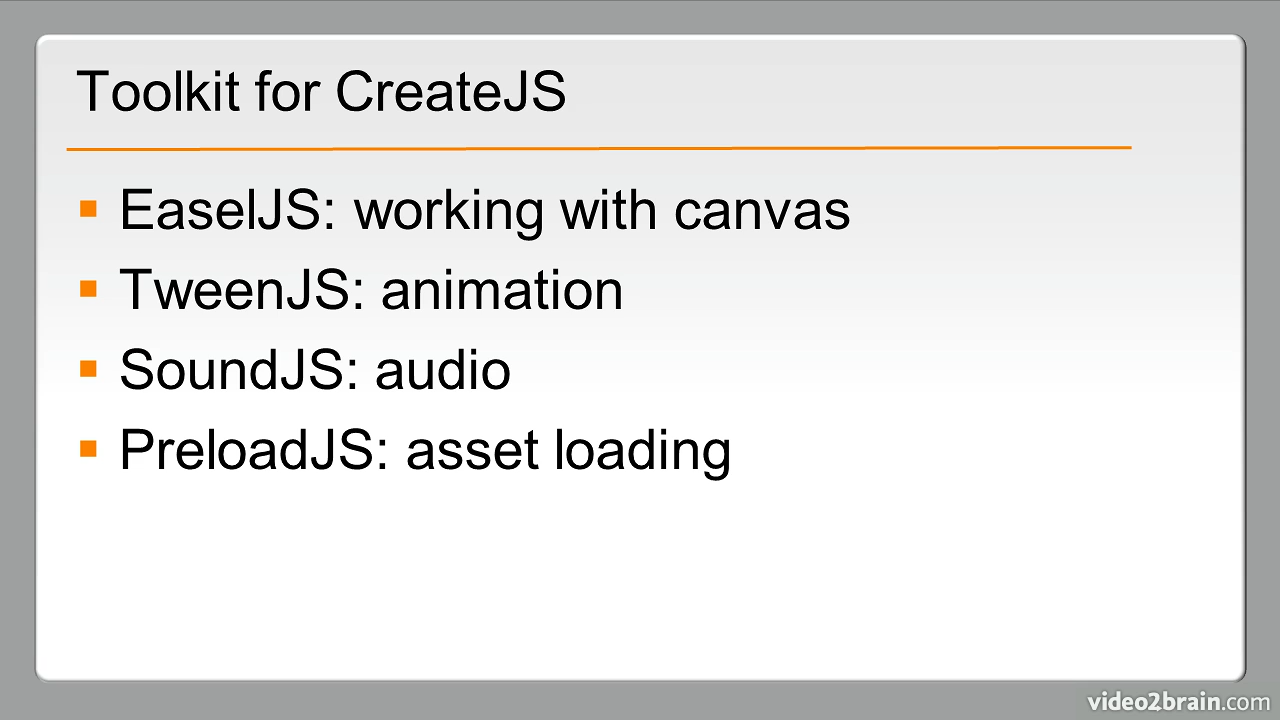 Toolkit for CreateJS
EaselJS: working with canvas
TweenJS: animation
SoundJS: audio
PreloadJS: asset loading
video2brain.com